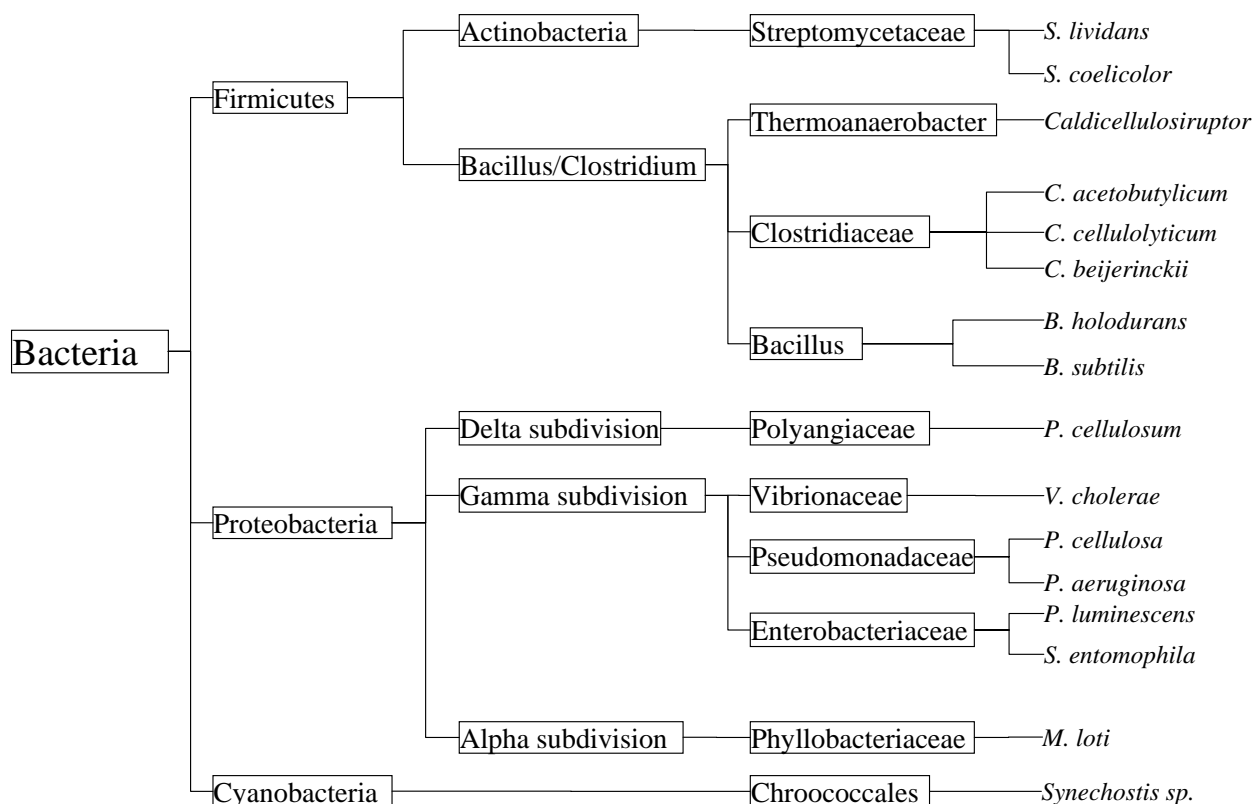 Actinobacteria
Streptomycetaceae
S. lividans
S. coelicolor
Firmicutes
Thermoanaerobacter
Caldicellulosiruptor
Bacillus/Clostridium
C. acetobutylicum
Clostridiaceae
C. cellulolyticum
C. beijerinckii
B. holodurans
Bacteria
Bacillus
B. subtilis
Delta subdivision
Polyangiaceae
P. cellulosum
Gamma subdivision
Vibrionaceae
V. cholerae
Proteobacteria
P. cellulosa
Pseudomonadaceae
P. aeruginosa
P. luminescens
Enterobacteriaceae
S. entomophila
Alpha subdivision
Phyllobacteriaceae
M. loti
Cyanobacteria
Chroococcales
Synechostis sp.